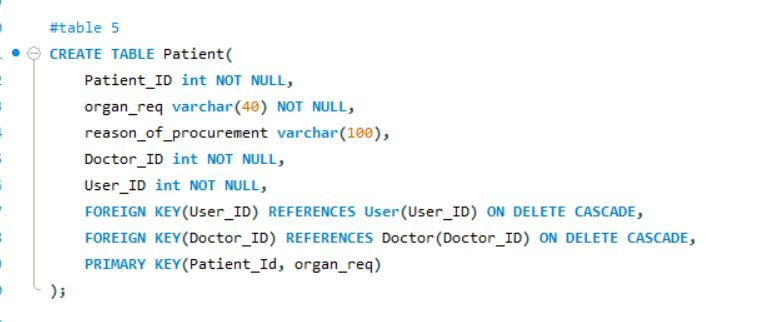 #table 5
CREATE TABLE Patient(
Patient_ID int NOT NULL,
organ_req varchar(40) NOT NULL,
reason_of_procurement varchar(100),
Doctor_ID int NOT NULL,
User_ID int NOT NULL,
FOREIGN KEY(User_ID) REFERENCES User(User_ID) ON DELETE CASCADE,
FOREIGN KEY(Doctor_ID) REFERENCES Doctor(Doctor_ID) ON DELETE CASCADE,
PRIMARY KEY(Patient_Id, organ_req)
);